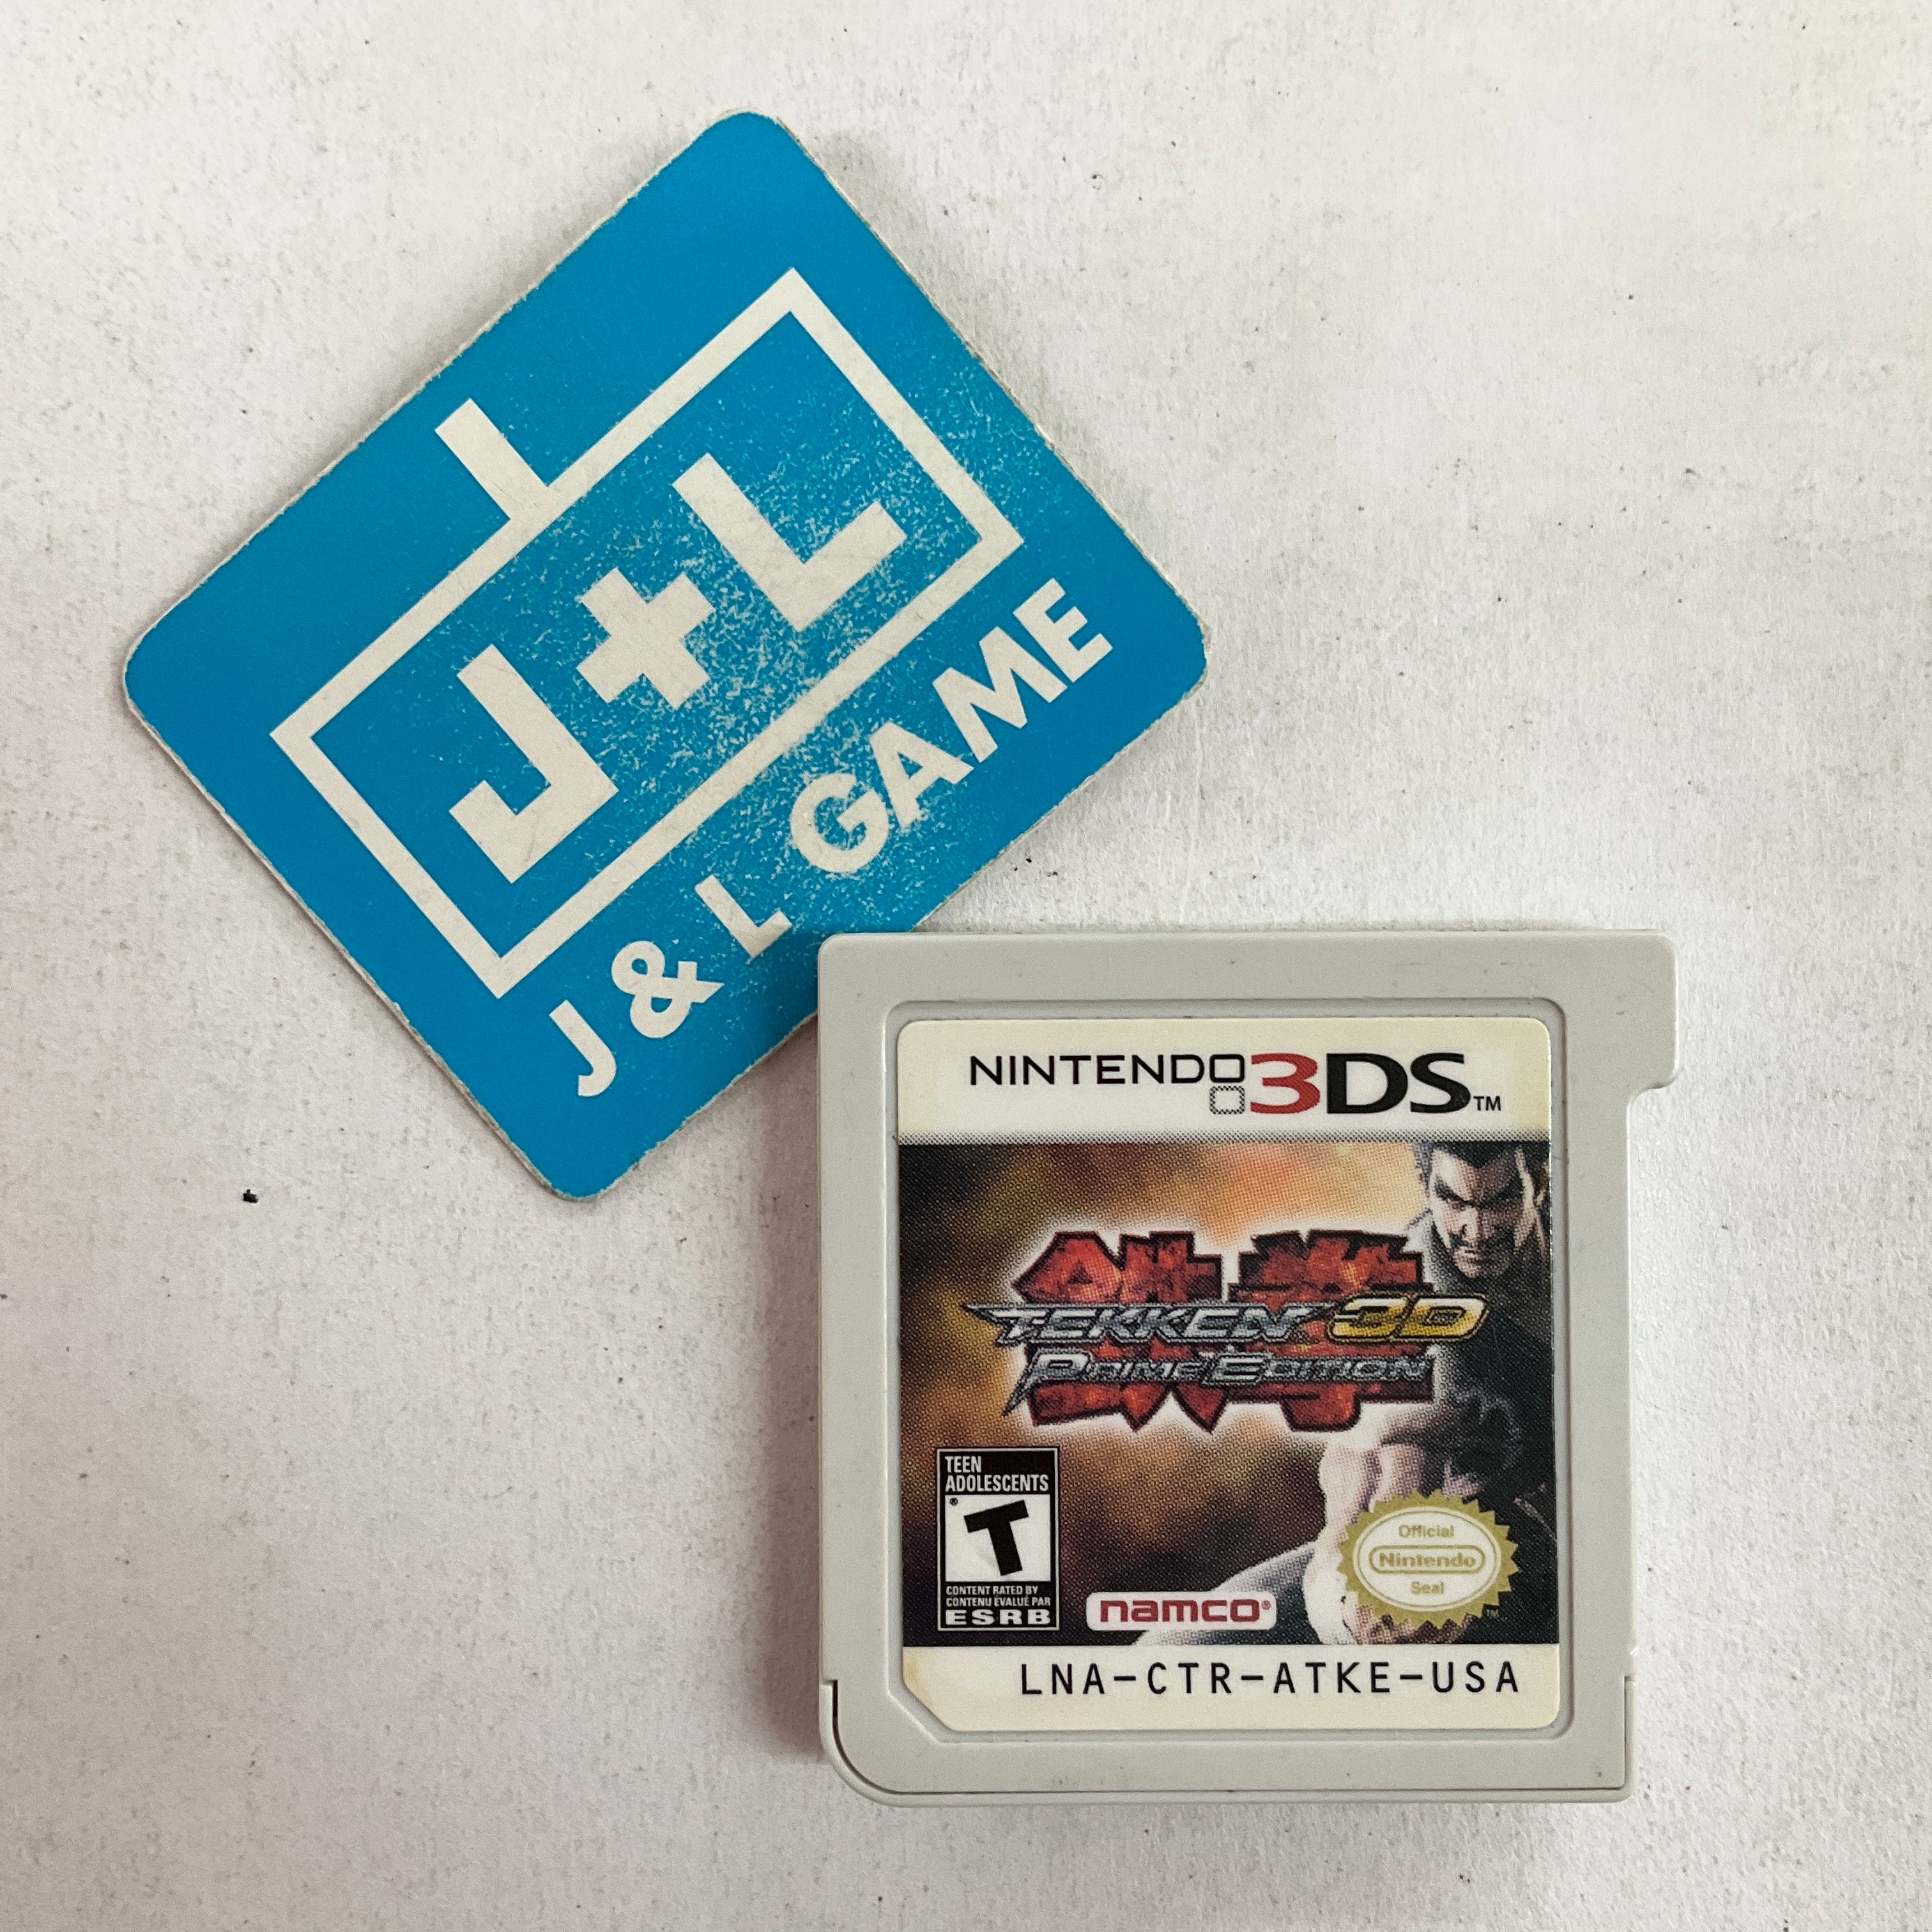 J+L
J & L GAME
NINTENDO 3DS™
鉄拳
TEKKEN 3D
PRIME EDITION
TEEN
ADOLESCENTS
®
T
CONTENT RATED BY
CONTENU ÉVALUÉ PAR
ESRB
namco®
Official
Nintendo
Seal
™
LNA-CTR-ATKE-USA